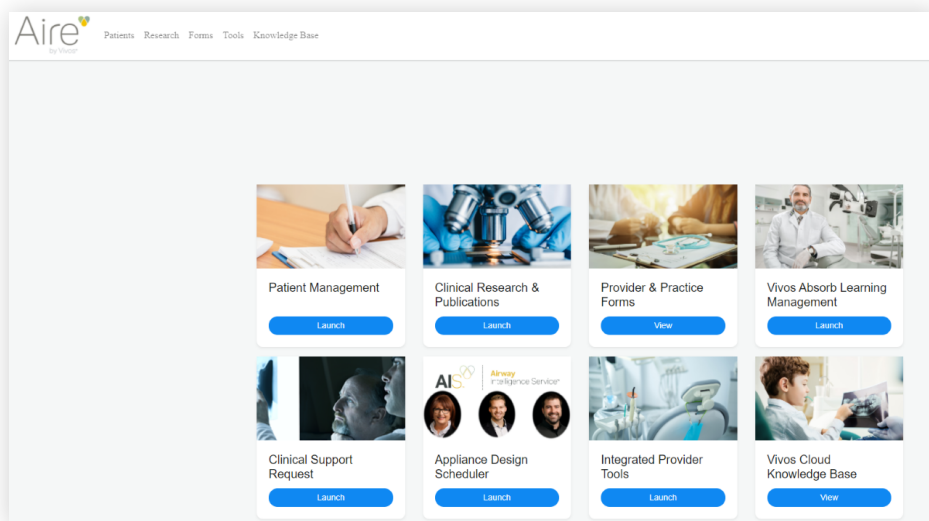 Aire
by Vivos
Patients Research Forms Tools Knowledge Base
Patient Management
Launch
Clinical Research &
Publications
Launch
Provider & Practice
Forms
View
Vivos Absorb Learning
Management
Launch
Clinical Support
Request
Launch
AIS
Airway
Intelligence Service
Appliance Design
Scheduler
Launch
Integrated Provider
Tools
Launch
Vivos Cloud
Knowledge Base
View